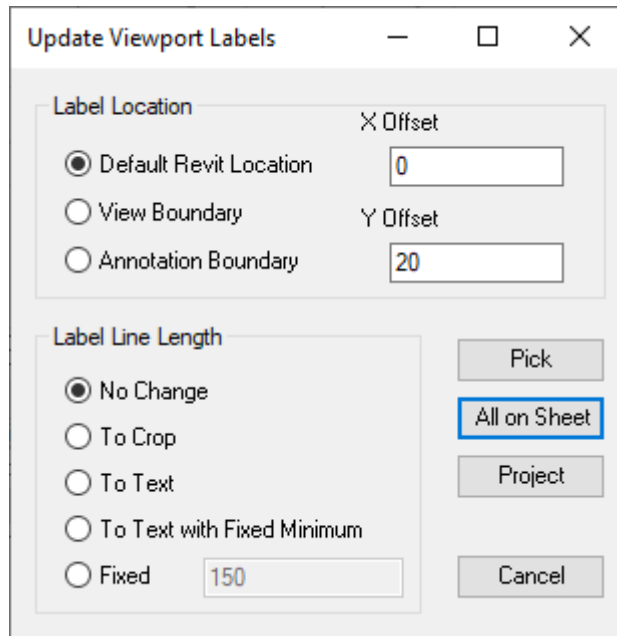 Update Viewport Labels
Label Location
X Offset
Default Revit Location
0
View Boundary
Y Offset
Annotation Boundary
20
Label Line Length
No Change
To Crop
To Text
To Text with Fixed Minimum
Fixed
150
Pick
All on Sheet
Project
Cancel